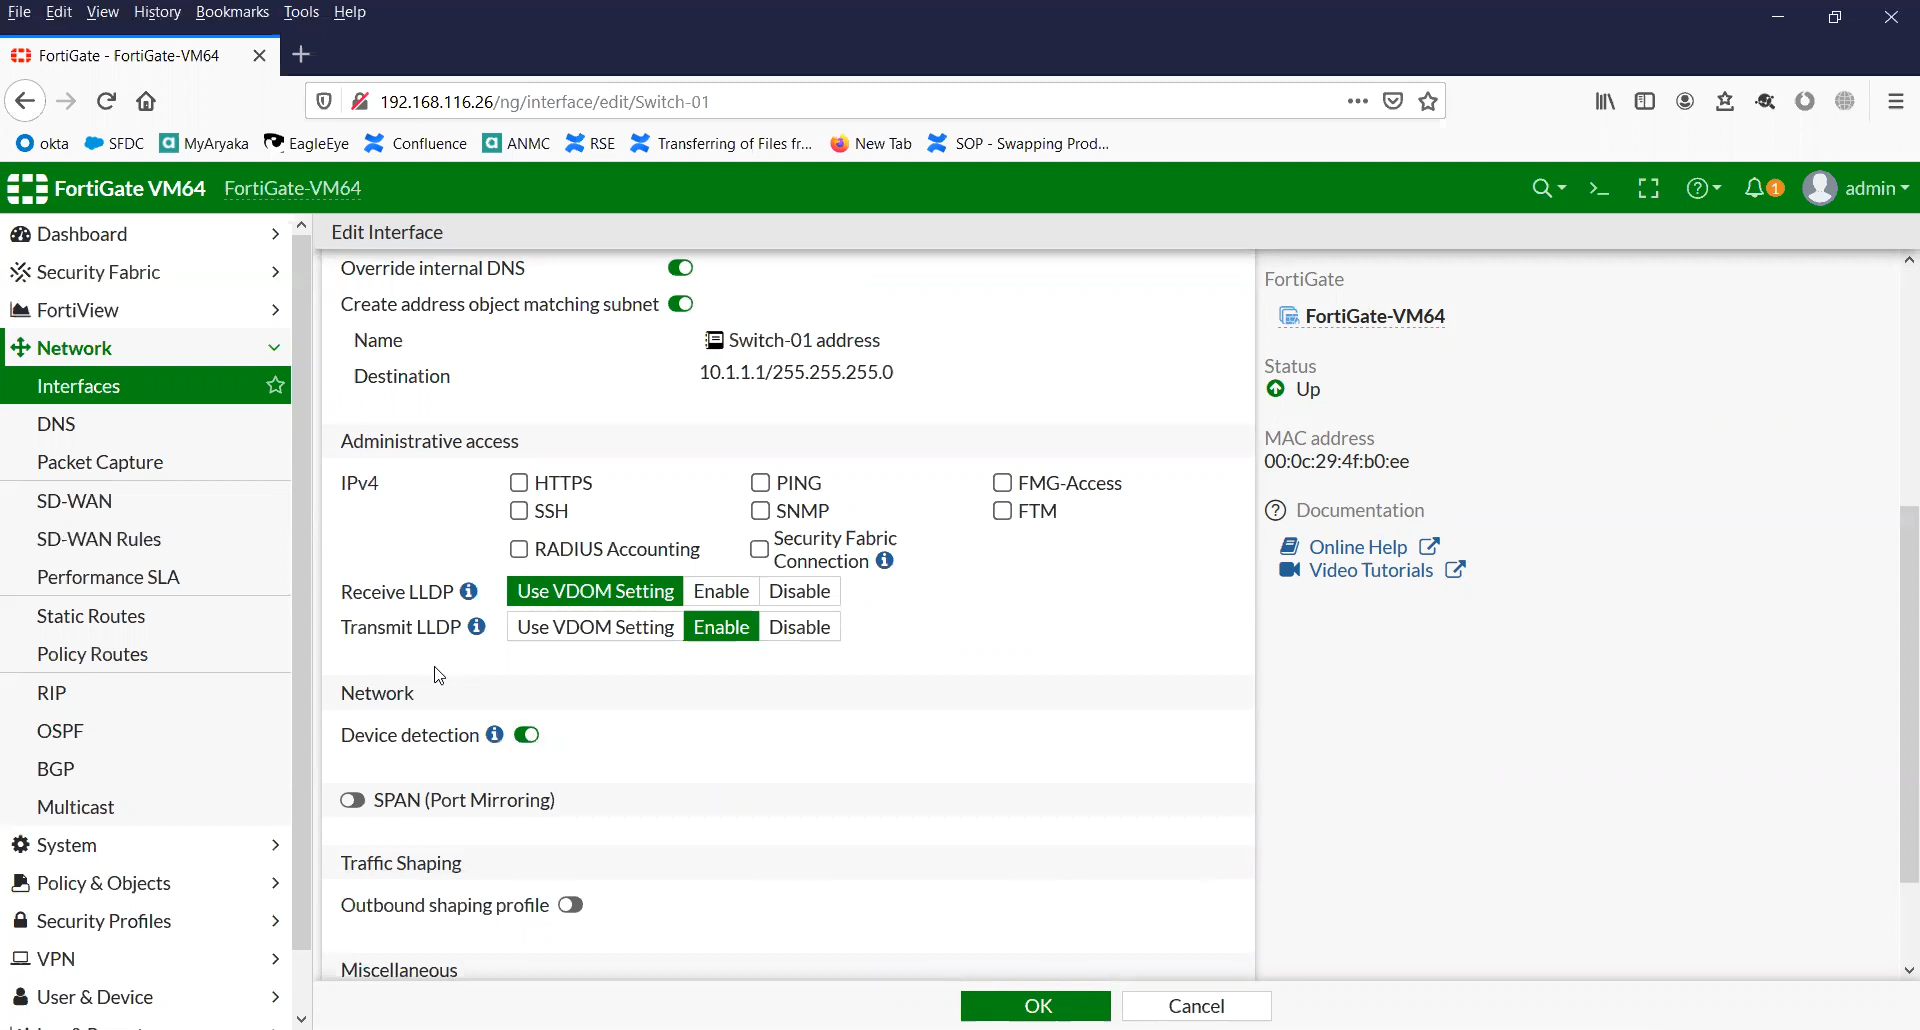 File Edit View History Bookmarks Tools Help
FortiGate - FortiGate-VM64
192.168.116.26/ng/interface/edit/Switch-01
okta SFDC MyAryaka EagleEye Confluence ANMC RSE Transferring of Files fr... New Tab SOP - Swapping Prod...
FortiGate VM64 FortiGate-VM64 1 admin
Dashboard
Security Fabric
FortiView
Network
Interfaces
DNS
Packet Capture
SD-WAN
SD-WAN Rules
Performance SLA
Static Routes
Policy Routes
RIP
OSPF
BGP
Multicast
System
Policy & Objects
Security Profiles
VPN
User & Device
Edit Interface
Override internal DNS
Create address object matching subnet
Name Switch-01 address
Destination 10.1.1.1/255.255.255.0
Administrative access
IPv4 HTTPS PING FMG-Access
SSH SNMP FTM
RADIUS Accounting Security Fabric
Connection
Receive LLDP Use VDOM Setting Enable Disable
Transmit LLDP Use VDOM Setting Enable Disable
Network
Device detection
SPAN (Port Mirroring)
Traffic Shaping
Outbound shaping profile
Miscellaneous
OK Cancel
FortiGate
FortiGate-VM64
Status
Up
MAC address
00:0c:29:4f:b0:ee
Documentation
Online Help
Video Tutorials